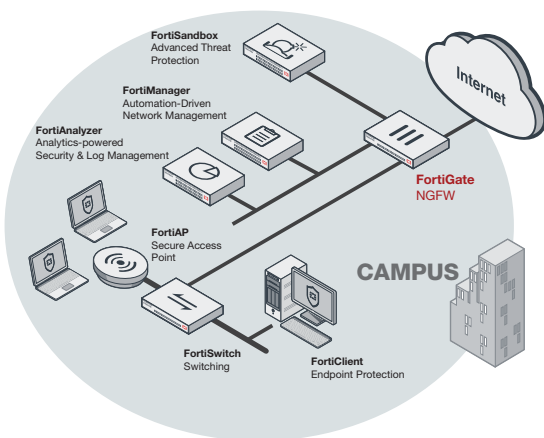 FortiSandbox
Advanced Threat
Protection
FortiManager
Automation-Driven
Network Management
FortiAnalyzer
Analytics-powered
Security & Log Management
Internet
FortiGate
NGFW
FortiAP
Secure Access
Point
CAMPUS
FortiSwitch
Switching
FortiClient
Endpoint Protection